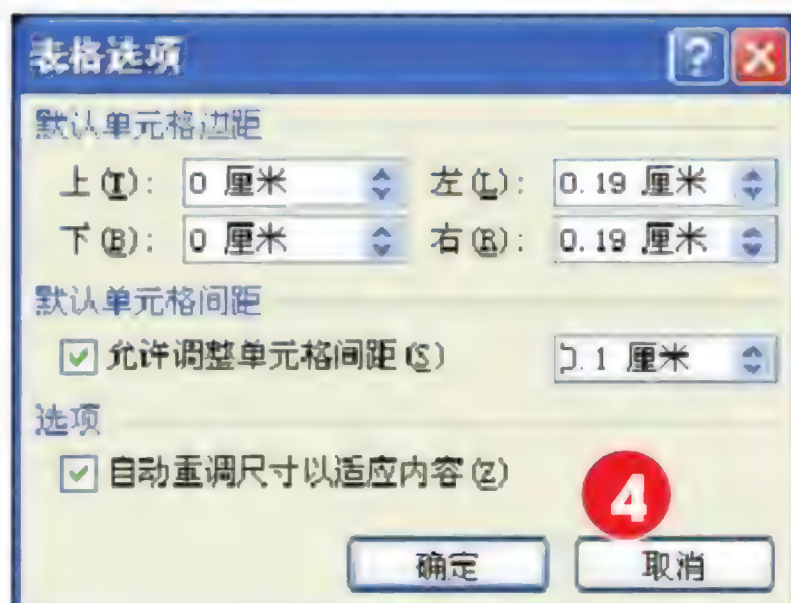 表格选项
默认单元格边距
上(T): 0 厘米 左(L): 0.19 厘米
下(B): 0 厘米 右(R): 0.19 厘米
默认单元格间距
允许调整单元格间距(S) 0.1 厘米
选项
自动重调尺寸以适应内容(Z)
4
确定 取消